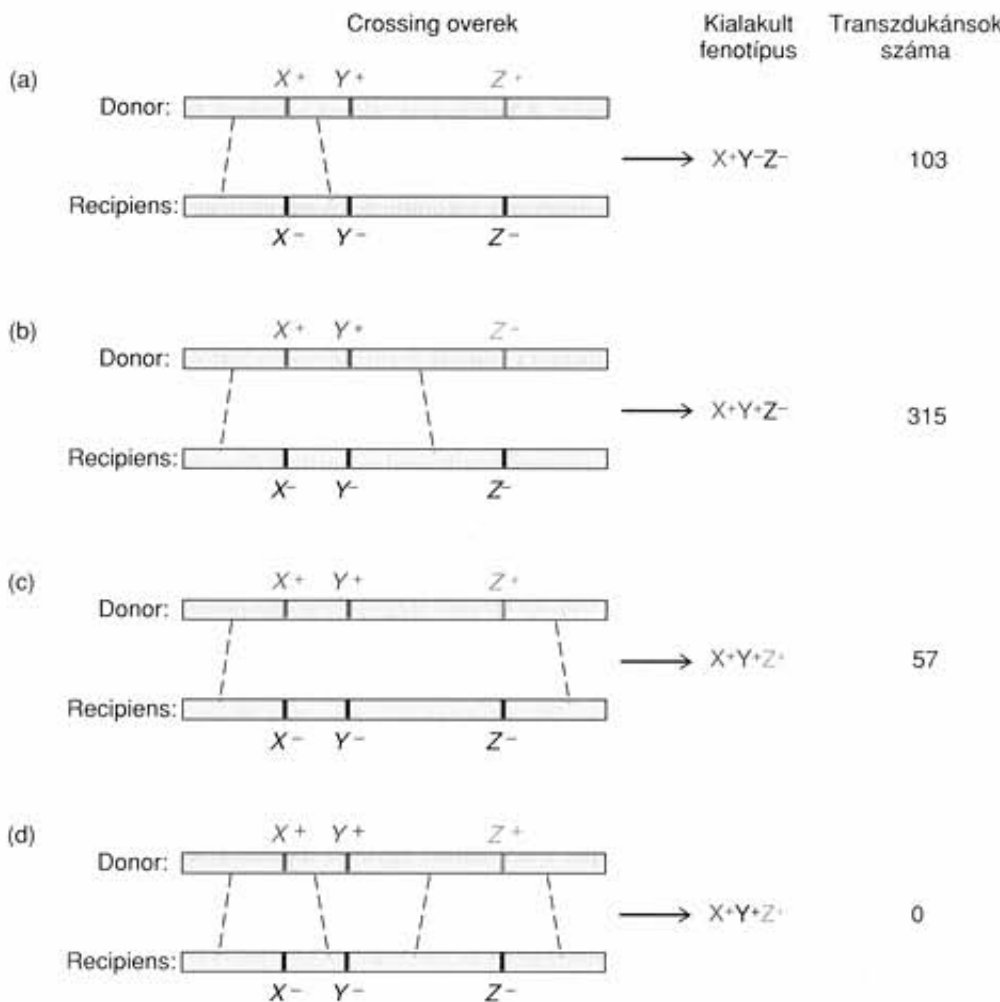 Crossing overek
Kialakult
fenotípus
Transzdukánsok
száma
(a)
X+ Y+ Z+
Donor:
X+Y-Z-
103
Recipiens:
X- Y- Z-
(b)
X+ Y+ Z-
Donor:
X+Y+Z-
315
Recipiens:
X- Y- Z-
(c)
X+ Y+ Z+
Donor:
X+Y+Z+
57
Recipiens:
X- Y- Z-
(d)
X+ Y+ Z+
Donor:
X+Y+Z+
0
Recipiens:
X- Y- Z-